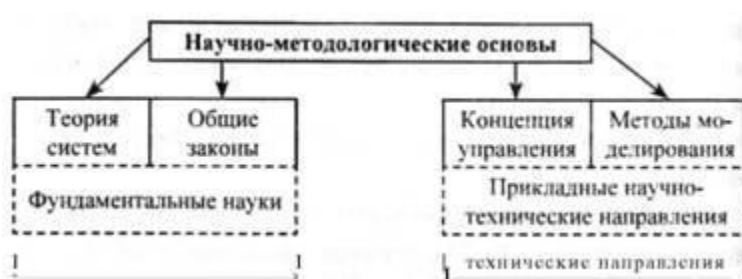 Научно-методологические основы
Теория
систем
Общие
законы
Концепция
управления
Методы мо-
делирования
Фундаментальные науки
Прикладные научно-
технические направления
технические направления